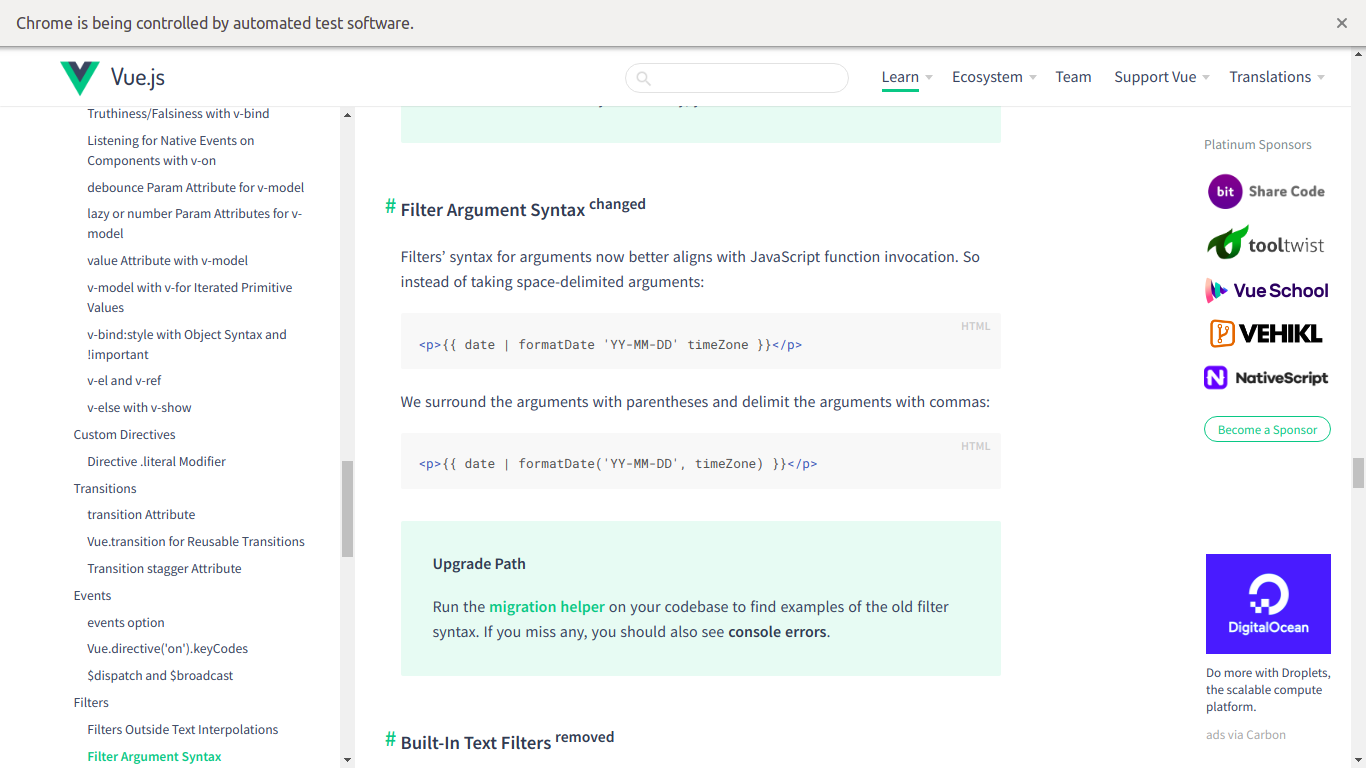 Chrome is being controlled by automated test software.
Vue.js
Learn
Ecosystem
Team
Support Vue
Translations
Truthiness/Falsiness with v-bind
Listening for Native Events on
Components with v-on
debounce Param Attribute for v-model
lazy or number Param Attributes for v-
model
value Attribute with v-model
v-model with v-for Iterated Primitive
Values
v-bind:style with Object Syntax and
!important
v-el and v-ref
v-else with v-show
Custom Directives
Directive .literal Modifier
Transitions
transition Attribute
Vue.transition for Reusable Transitions
Transition stagger Attribute
Events
events option
Vue.directive('on').keyCodes
$dispatch and $broadcast
Filters
Filters Outside Text Interpolations
Filter Argument Syntax
# Filter Argument Syntax changed
Filters’ syntax for arguments now better aligns with JavaScript function invocation. So
instead of taking space-delimited arguments:
HTML
<p>{{ date | formatDate 'YY-MM-DD' timeZone }}</p>
We surround the arguments with parentheses and delimit the arguments with commas:
HTML
<p>{{ date | formatDate('YY-MM-DD', timeZone) }}</p>
Upgrade Path
Run the migration helper on your codebase to find examples of the old filter
syntax. If you miss any, you should also see console errors.
# Built-In Text Filters removed
Platinum Sponsors
bit Share Code
tooltwist
Vue School
VEHIKL
NativeScript
Become a Sponsor
DigitalOcean
Do more with Droplets,
the scalable compute
platform.
ads via Carbon